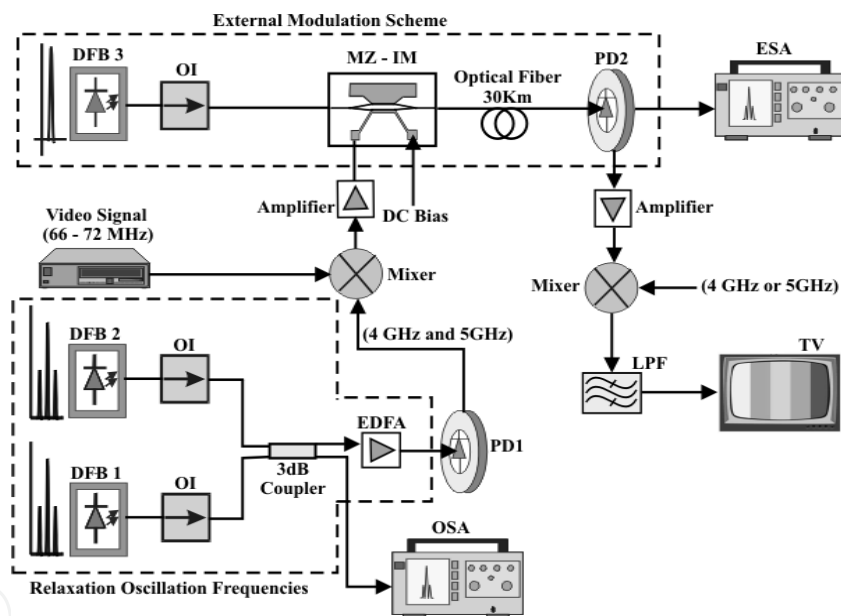 External Modulation Scheme
DFB 3
OI
MZ - IM
Optical Fiber
30Km
PD2
ESA
Amplifier
DC Bias
Amplifier
Video Signal
(66 - 72 MHz)
Mixer
Mixer
(4 GHz or 5GHz)
(4 GHz and 5GHz)
DFB 2
OI
LPF
TV
EDFA
PD1
3dB
Coupler
DFB 1
OI
OSA
Relaxation Oscillation Frequencies